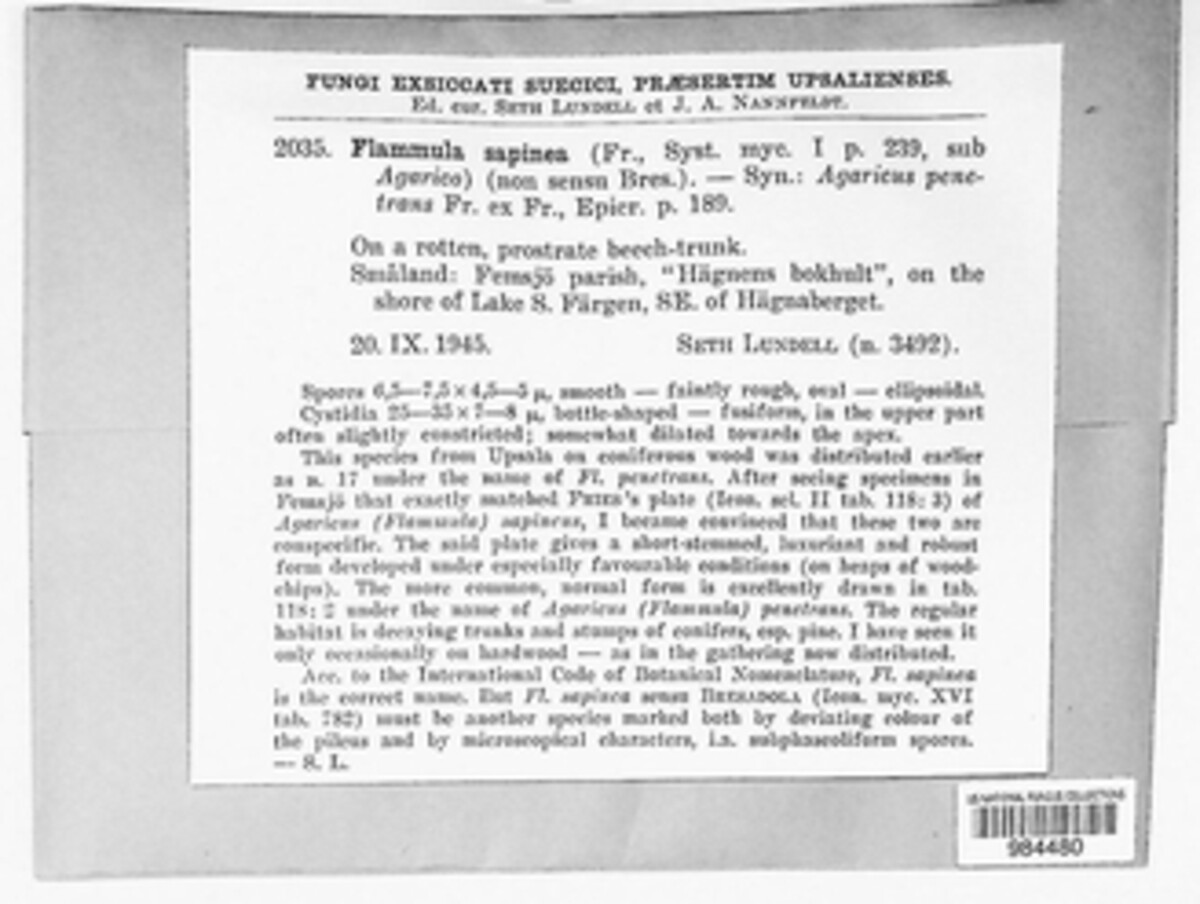 FUNGI EXSICCATI SUECICI, PRÆSERTIM UPSALIENSES.
Ed. cur. SETH LUNDELL et J. A. NANNFELDT.
2035. Flammula sapinea (Fr., Syst. myc. I p. 239, sub
Agarico) (non sensu Bres.). — Syn.: Agaricus pene-
trans Fr. ex Fr., Epicr. p. 189.
On a rotten, prostrate beech-trunk.
Småland: Femsjö parish, "Hägnens bokhult", on the
shore of Lake S. Färgen, SE. of Hägnaberget.
20. IX. 1945. SETH LUNDELL (n. 3492).
Spores 6,5—7,5 × 4,5—5 μ, smooth — faintly rough, oval — ellipsoidal.
Cystidia 25—35 × 7—8 μ, bottle-shaped — fusiform, in the upper part
often slightly constricted; somewhat dilated towards the apex.
This species from Upsala on coniferous wood was distributed earlier
as n. 17 under the name of Fl. penetrans. After seeing specimens in
Femsjö that exactly matched FRIES's plate (Icon. sel. II tab. 118: 3) of
Agaricus (Flammula) sapineus, I became convinced that these two are
conspecific. The said plate gives a short-stemmed, luxuriant and robust
form developed under especially favourable conditions (on heaps of wood-
chips). The more common, normal form is excellently drawn in tab.
118: 2 under the name of Agaricus (Flammula) penetrans. The regular
habitat is decaying trunks and stumps of conifers, esp. pine. I have seen it
only occasionally on hardwood — as in the gathering now distributed.
Acc. to the International Code of Botanical Nomenclature, Fl. sapinea
is the correct name. But Fl. sapinea sensu BRESADOLA (Icon. myc. XVI
tab. 782) must be another species marked both by deviating colour of
the pileus and by microscopical characters, i.a. subphaseoliform spores.
— S. L.
US NATIONAL FUNGUS COLLECTIONS
984480